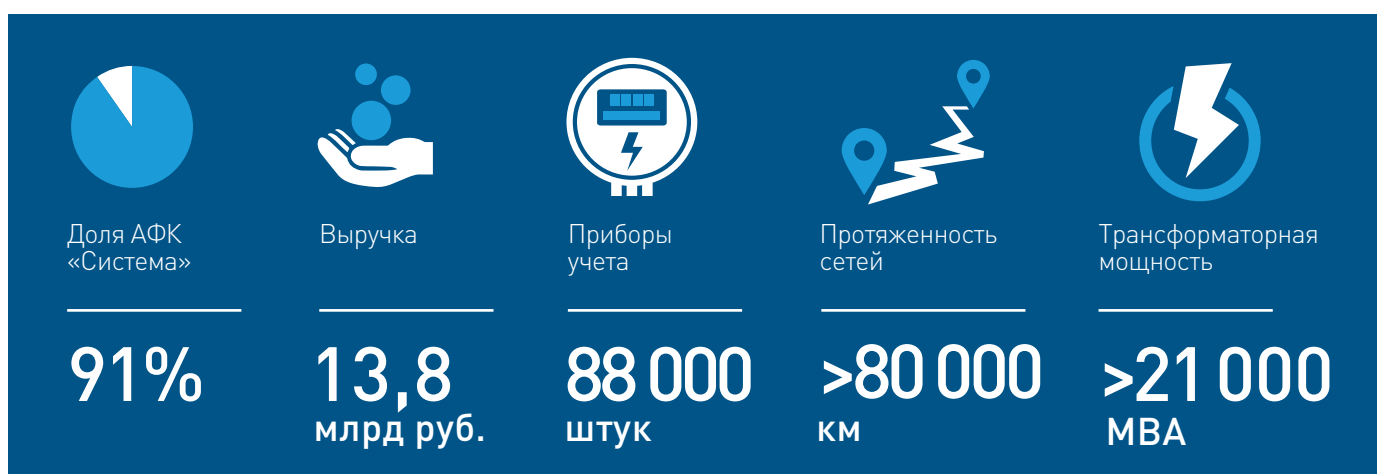 Доля АФК
«Система»
91%
Выручка
13,8
млрд руб.
Приборы
учета
88 000
штук
Протяженность
сетей
>80 000
км
Трансформаторная
мощность
>21 000
МВА